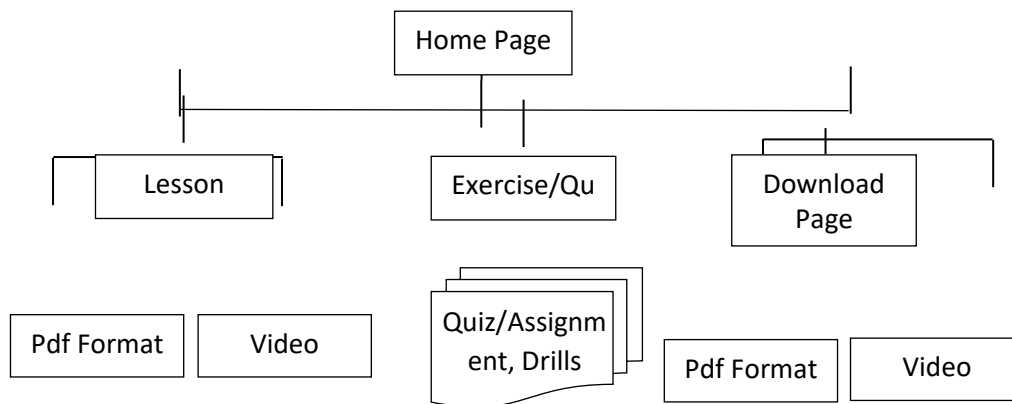 Home Page
Lesson
Exercise/Qu
Download
Page
Quiz/Assignm
ent, Drills
Pdf Format
Video
Pdf Format
Video